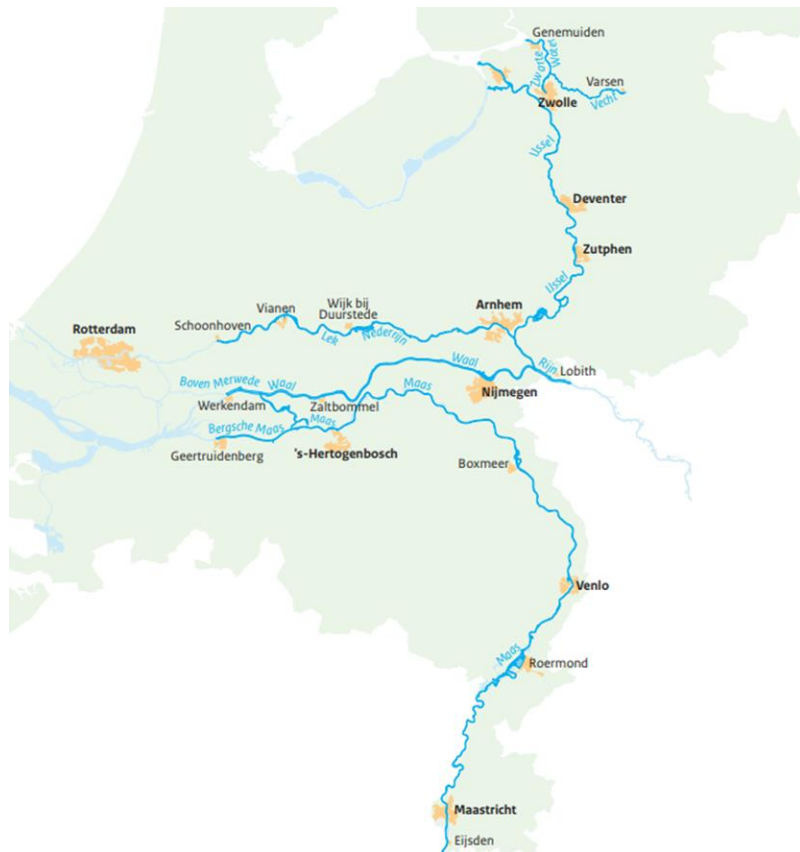 Genemuiden
Zwarte
Water
Varsen
Zwolle
Vecht
IJssel
Deventer
Zutphen
IJssel
Arnhem
Wijk bij
Duurstede
Vianen
Schoonhoven
Rotterdam
Lek
Nederrijn
Waal
Rijn
Lobith
Boven Merwede
Waal
Maas
Nijmegen
Werkendam
Zaltbommel
Maas
Bergsche Maas
Geertruidenberg
's-Hertogenbosch
Boxmeer
Venlo
Maas
Roermond
Maastricht
Eijsden